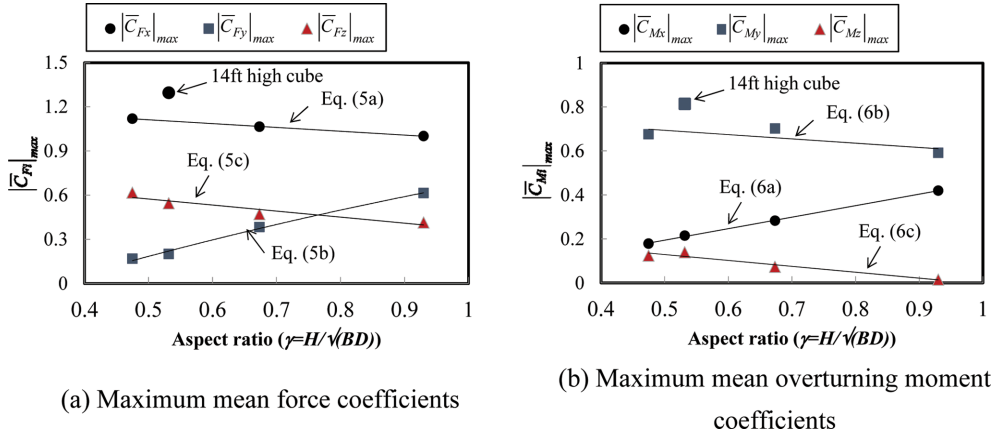 |C̅Fx|max |C̅Fy|max |C̅Fz|max
1.5
1.2
0.9
0.6
0.3
0
|C̅Fi|max
14ft high cube
Eq. (5a)
Eq. (5c)
Eq. (5b)
0.4 0.5 0.6 0.7 0.8 0.9 1
Aspect ratio (γ=H/√(BD))
(a) Maximum mean force coefficients
|C̅Mx|max |C̅My|max |C̅Mz|max
1
0.8
0.6
0.4
0.2
0
|C̅Mi|max
14ft high cube
Eq. (6b)
Eq. (6a)
Eq. (6c)
0.4 0.5 0.6 0.7 0.8 0.9 1
Aspect ratio (γ=H/√(BD))
(b) Maximum mean overturning moment
coefficients